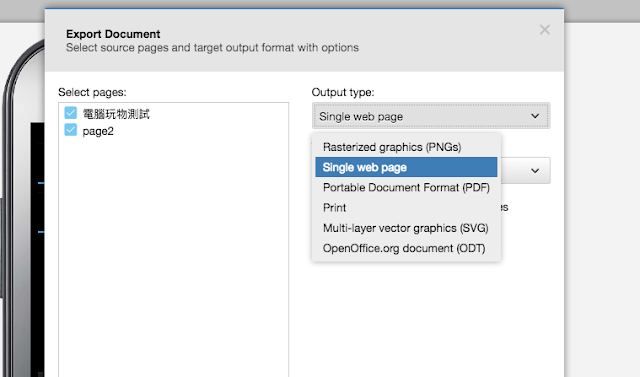 Export Document
Select source pages and target output format with options
Select pages:
電腦玩物測試
page2
Output type:
Single web page
Rasterized graphics (PNGs)
Single web page
Portable Document Format (PDF)
Print
Multi-layer vector graphics (SVG)
OpenOffice.org document (ODT)